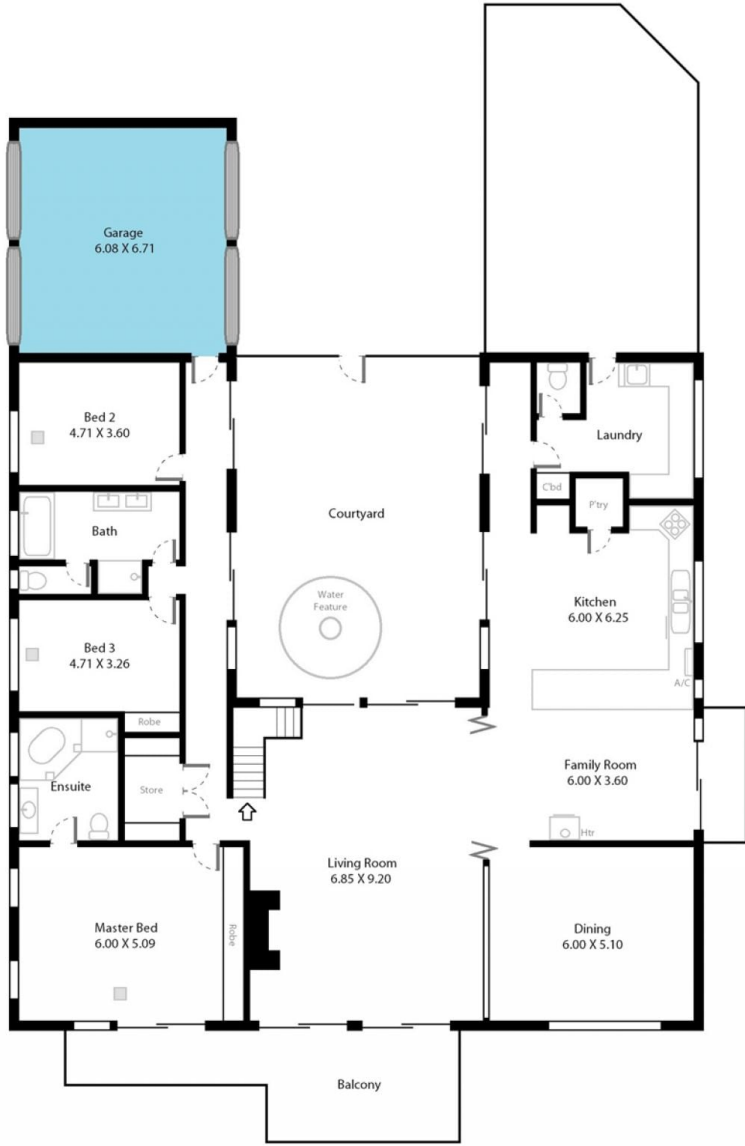 Garage
6.08 X 6.71
Bed 2
4.71 X 3.60
Laundry
C'bd
P'try
Bath
Courtyard
Water
Feature
Kitchen
6.00 X 6.25
Bed 3
4.71 X 3.26
A/C
Robe
Family Room
6.00 X 3.60
Ensuite
Store
Htr
Living Room
6.85 X 9.20
Master Bed
6.00 X 5.09
Robe
Dining
6.00 X 5.10
Balcony